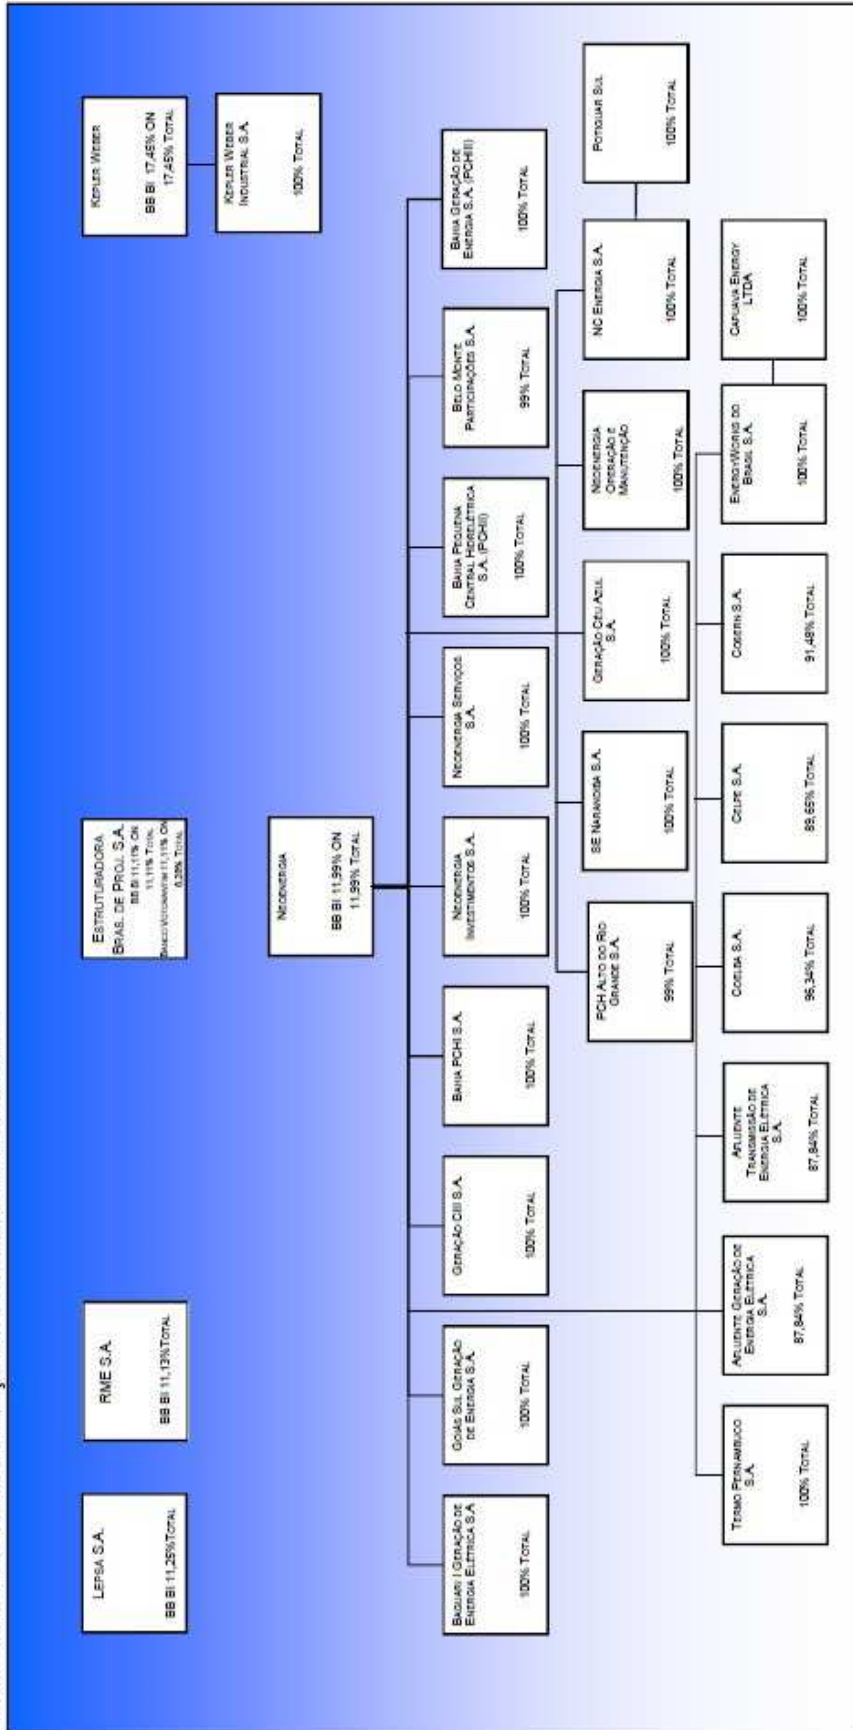 LEPSA S.A.
BB BI 11,25% TOTAL
RME S.A.
BB BI 11,13% TOTAL
ESTRUTURADORA
BRAS. DE PROJ. S.A.
BB BI 11,11% ON
11,11% TOTAL
BANCO VOTORANTIM 11,11% ON
KEPLER WEBER
BB BI 17,45% ON
17,45% TOTAL
KEPLER WEBER
INDUSTRIAL S.A.
100% TOTAL
NEOENERGIA
BB BI 11,99% ON
11,99% TOTAL
BAGUARI I GERAÇÃO DE
ENERGIA ELÉTRICA S.A
100% TOTAL
GOIÁS SUL GERAÇÃO
DE ENERGIA S.A.
100% TOTAL
GERAÇÃO CIII S.A.
100% TOTAL
BAHIA PCHI S.A.
100% TOTAL
NEOENERGIA
INVESTIMENTOS S.A.
100% TOTAL
NEOENERGIA SERVIÇOS
S.A.
100% TOTAL
BAHIA PEQUENA
CENTRAL HIDRELÉTRICA
S.A. (PCHII)
100% TOTAL
BELO MONTE
PARTICIPAÇÕES S.A.
99% TOTAL
BAHIA GERAÇÃO DE
ENERGIA S.A. (PCHIII)
100% TOTAL
PCH ALTO DO RIO
GRANDE S.A.
99% TOTAL
SE NARANDIBA S.A.
100% TOTAL
GERAÇÃO CÉU AZUL
S.A.
100% TOTAL
NEOENERGIA
OPERAÇÃO E
MANUTENÇÃO
100% TOTAL
NC ENERGIA S.A.
100% TOTAL
POTIGUAR SUL
100% TOTAL
TERMO PERNAMBUCO
S.A.
100% TOTAL
AFLUENTE GERAÇÃO DE
ENERGIA ELÉTRICA
S.A.
87,84% TOTAL
AFLUENTE
TRANSMISSÃO DE
ENERGIA ELÉTRICA
S.A.
87,84% TOTAL
COELBA S.A.
96,34% TOTAL
CELPE S.A.
89,65% TOTAL
COSERN S.A.
91,48% TOTAL
ENERGYWORKS DO
BRASIL S.A.
100% TOTAL
CAPUAVA ENERGY
LTDA
100% TOTAL